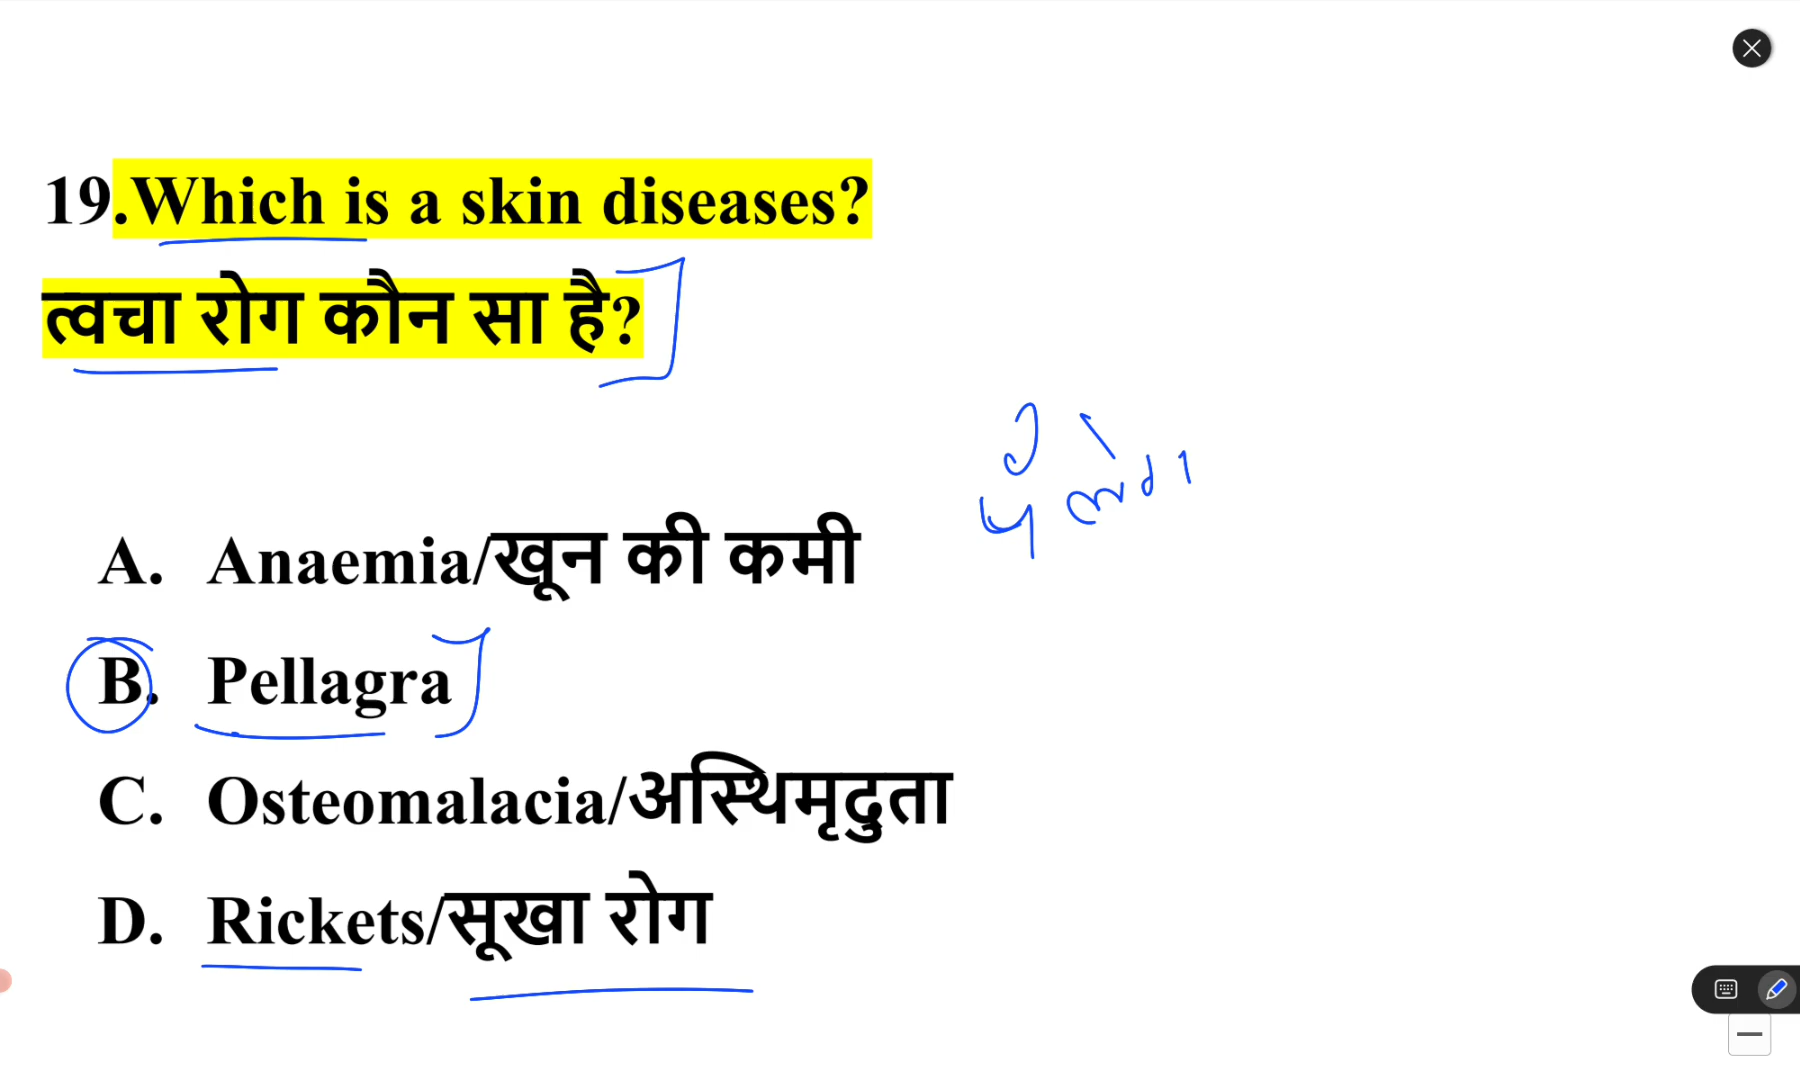 19.Which is a skin diseases?
त्वचा रोग कौन सा है?
A. Anaemia/खून की कमी
B. Pellagra
C. Osteomalacia/अस्थिमृदुता
D. Rickets/सूखा रोग